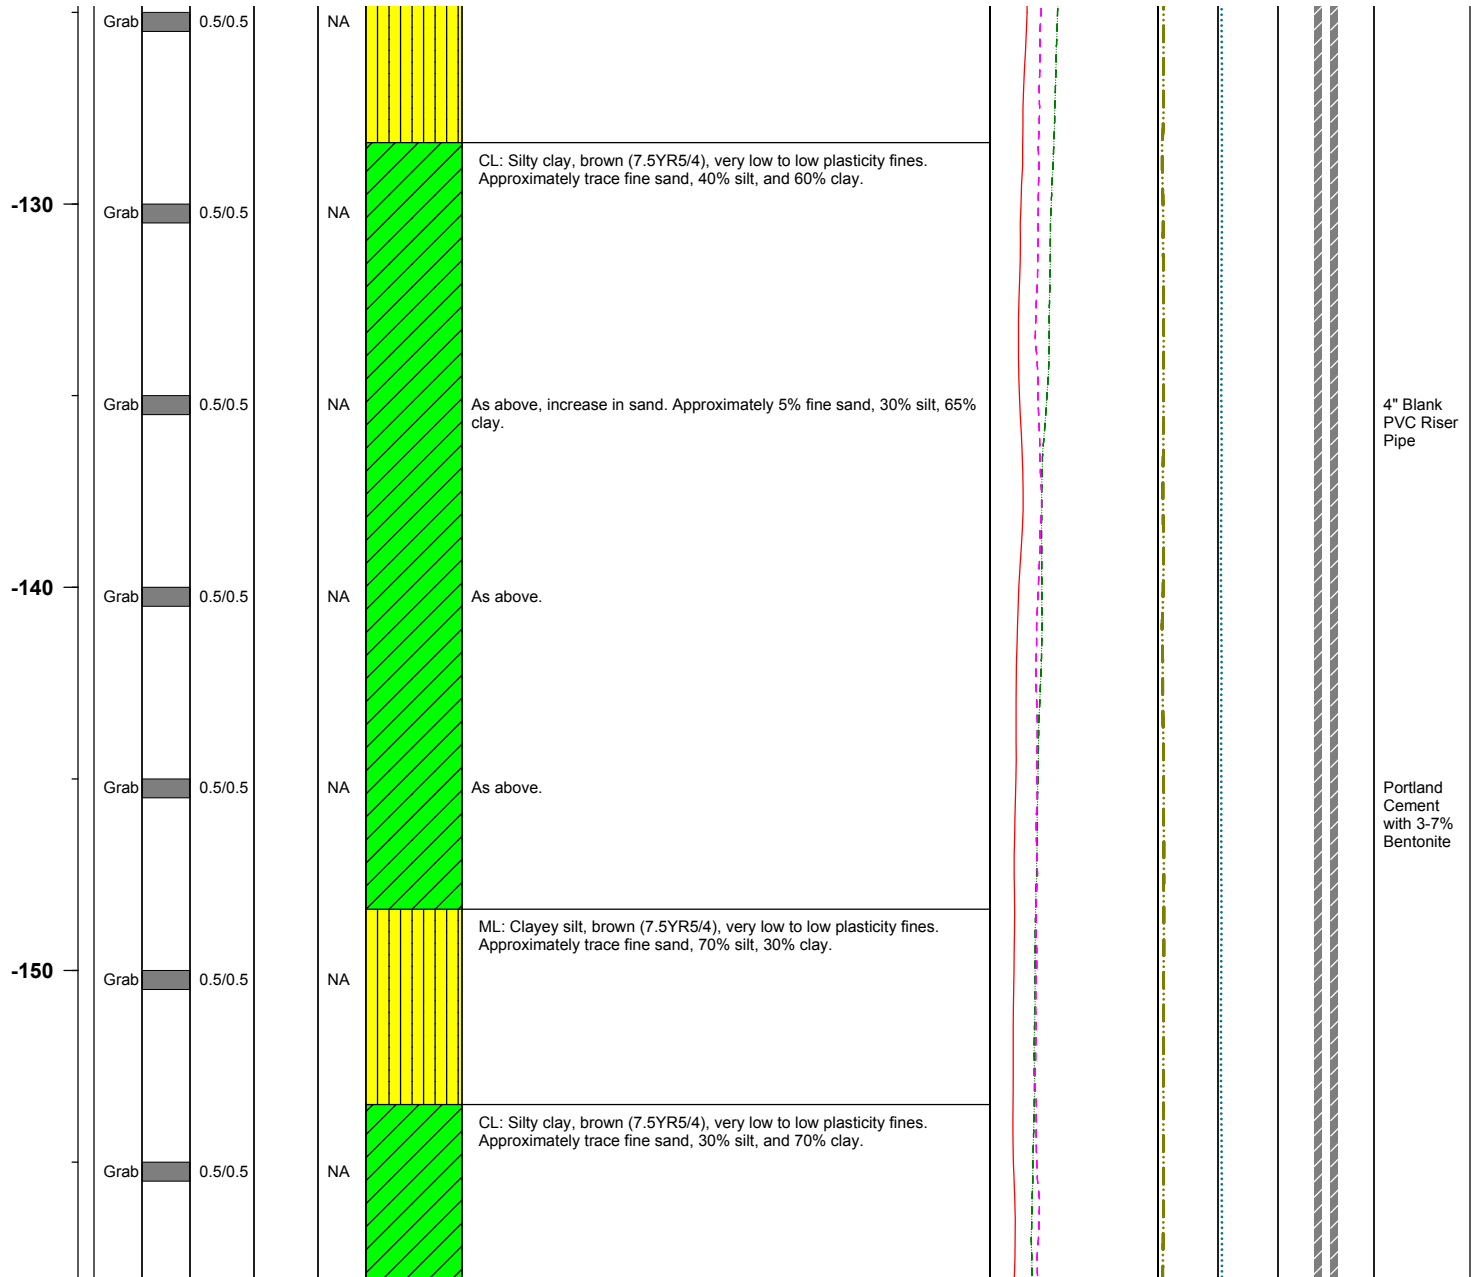 Grab 0.5/0.5 NA
CL: Silty clay, brown (7.5YR5/4), very low to low plasticity fines.
Approximately trace fine sand, 40% silt, and 60% clay.
-130 Grab 0.5/0.5 NA
Grab 0.5/0.5 NA As above, increase in sand. Approximately 5% fine sand, 30% silt, 65%
clay.
4" Blank
PVC Riser
Pipe
-140 Grab 0.5/0.5 NA As above.
Grab 0.5/0.5 NA As above.
Portland
Cement
with 3-7%
Bentonite
ML: Clayey silt, brown (7.5YR5/4), very low to low plasticity fines.
Approximately trace fine sand, 70% silt, 30% clay.
-150 Grab 0.5/0.5 NA
CL: Silty clay, brown (7.5YR5/4), very low to low plasticity fines.
Approximately trace fine sand, 30% silt, and 70% clay.
Grab 0.5/0.5 NA